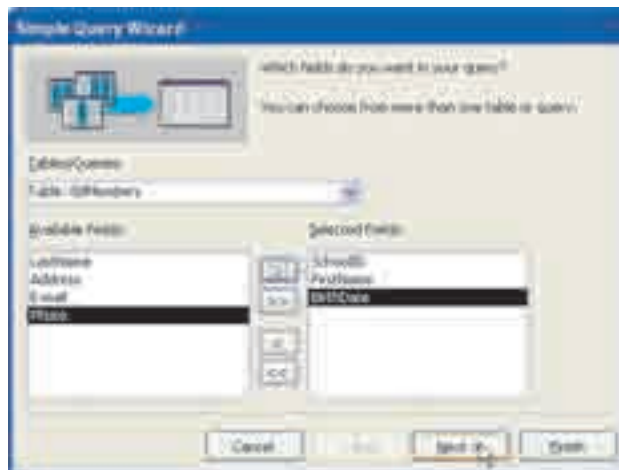 Simple Query Wizard
Which fields do you want in your query?
You can choose from more than one table or query.
Tables/Queries
Table:
Available Fields:
Selected Fields:
LastName
Address
E-mail
Phone
>
>>
<
<<
SchoolID
FirstName
BirthDate
Cancel
Next >
Finish